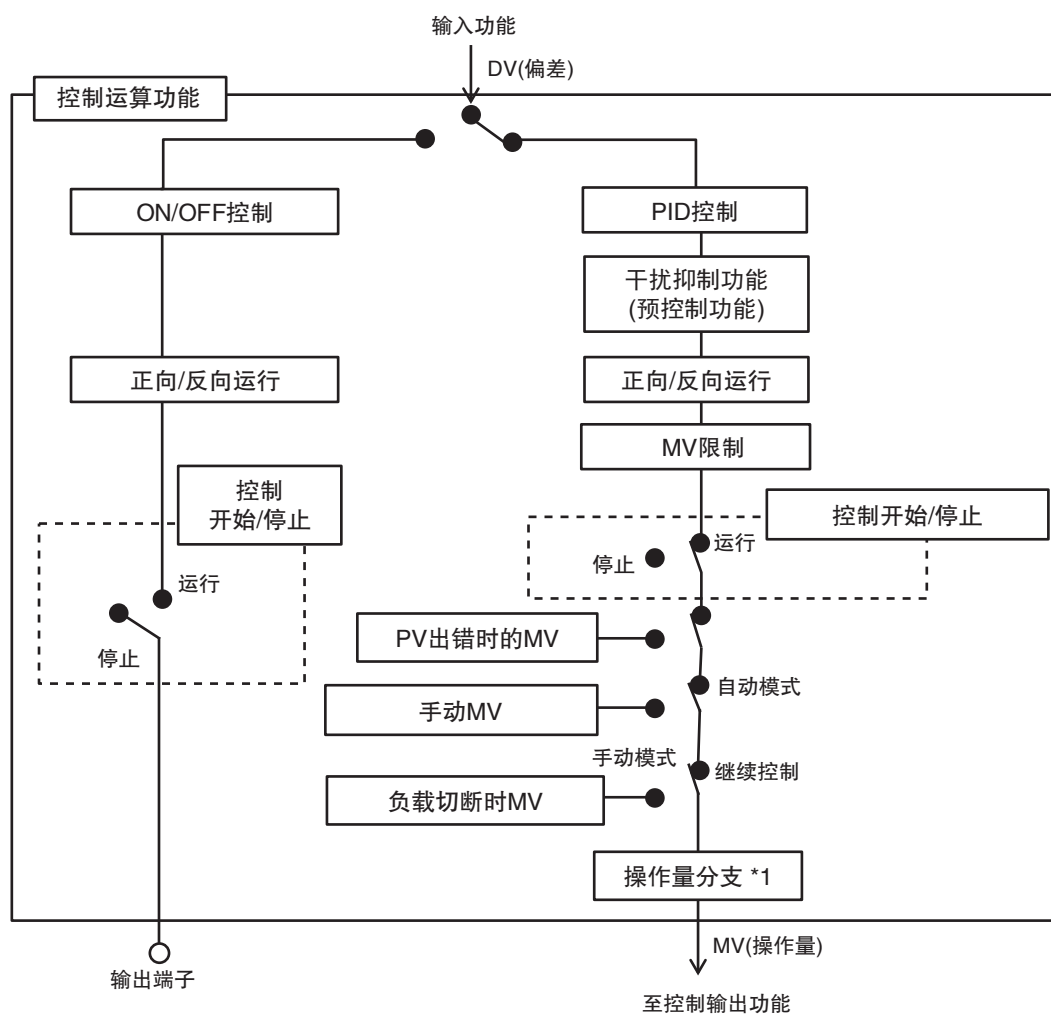 输入功能
DV(偏差)
控制运算功能
ON/OFF控制
PID控制
干扰抑制功能
(预控制功能)
正向/反向运行
正向/反向运行
MV限制
控制
开始/停止
控制开始/停止
运行
停止
运行
停止
PV出错时的MV
自动模式
手动MV
手动模式
继续控制
负载切断时MV
操作量分支 *1
MV(操作量)
输出端子
至控制输出功能